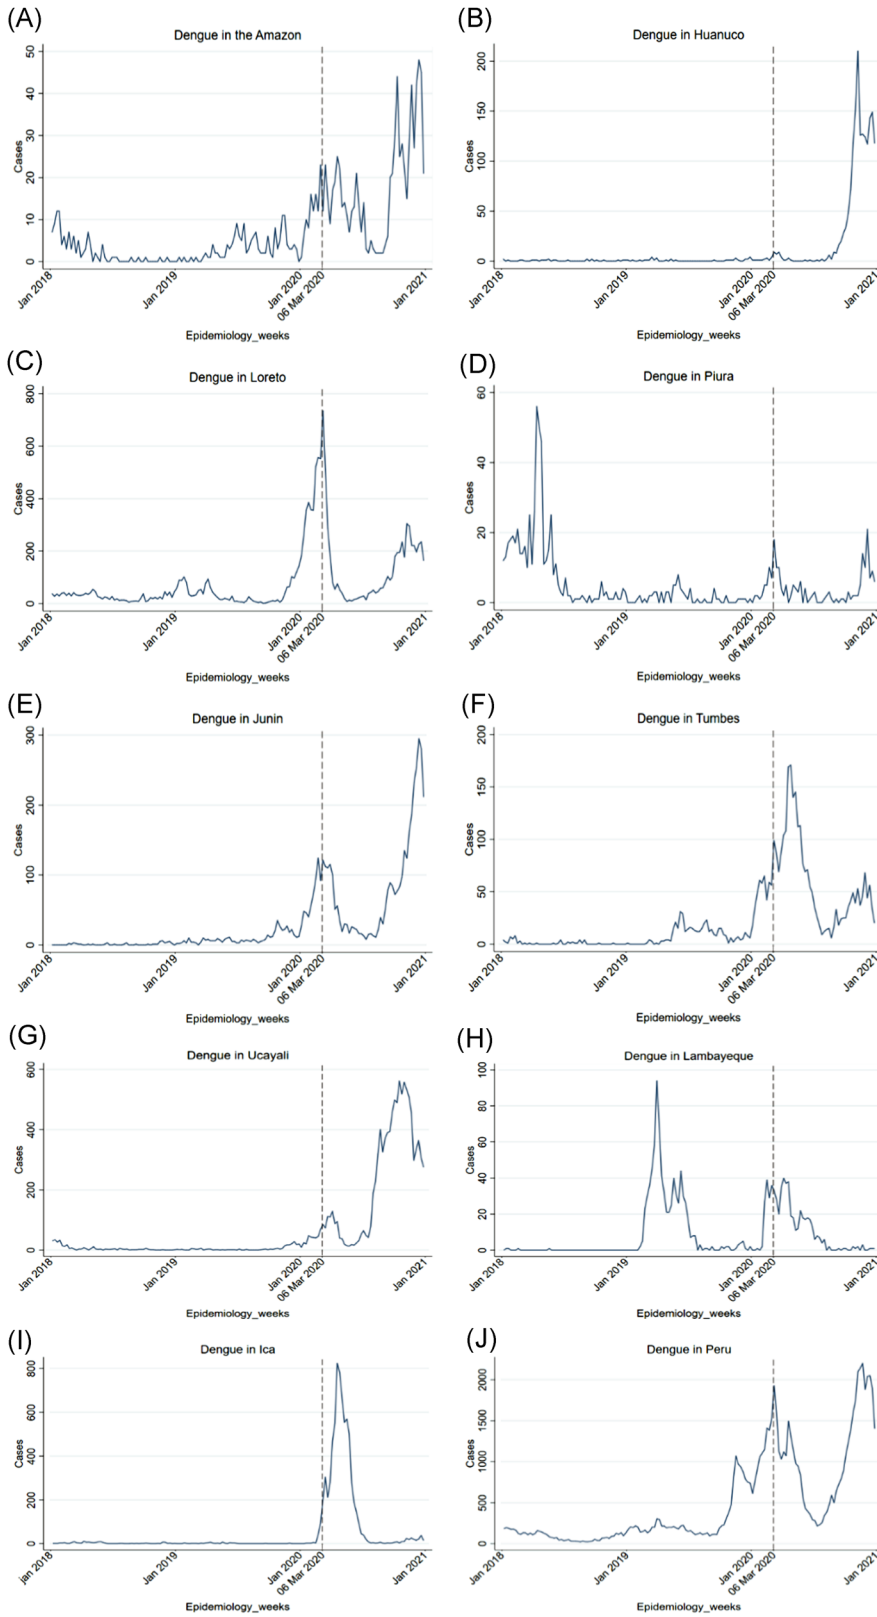 (A)
Dengue in the Amazon
Cases
50
40
30
20
10
0
Jan 2018
Jan 2019
Jan 2020
06 Mar 2020
Jan 2021
Epidemiology_weeks
(B)
Dengue in Huanuco
Cases
200
150
100
50
0
Jan 2018
Jan 2019
Jan 2020
06 Mar 2020
Jan 2021
Epidemiology_weeks
(C)
Dengue in Loreto
Cases
800
600
400
200
0
Jan 2018
Jan 2019
Jan 2020
06 Mar 2020
Jan 2021
Epidemiology_weeks
(D)
Dengue in Piura
Cases
60
40
20
0
Jan 2018
Jan 2019
Jan 2020
06 Mar 2020
Jan 2021
Epidemiology_weeks
(E)
Dengue in Junin
Cases
300
200
100
0
Jan 2018
Jan 2019
Jan 2020
06 Mar 2020
Jan 2021
Epidemiology_weeks
(F)
Dengue in Tumbes
Cases
200
150
100
50
0
Jan 2018
Jan 2019
Jan 2020
06 Mar 2020
Jan 2021
Epidemiology_weeks
(G)
Dengue in Ucayali
Cases
600
400
200
0
Jan 2018
Jan 2019
Jan 2020
06 Mar 2020
Jan 2021
Epidemiology_weeks
(H)
Dengue in Lambayeque
Cases
100
80
60
40
20
0
Jan 2018
Jan 2019
Jan 2020
06 Mar 2020
Jan 2021
Epidemiology_weeks
(I)
Dengue in Ica
Cases
800
600
400
200
0
jan 2018
Jan 2019
Jan 2020
06 Mar 2020
Jan 2021
Epidemiology_weeks
(J)
Dengue in Peru
Cases
2000
1500
1000
500
0
Jan 2018
Jan 2019
Jan 2020
06 Mar 2020
Jan 2021
Epidemiology_weeks